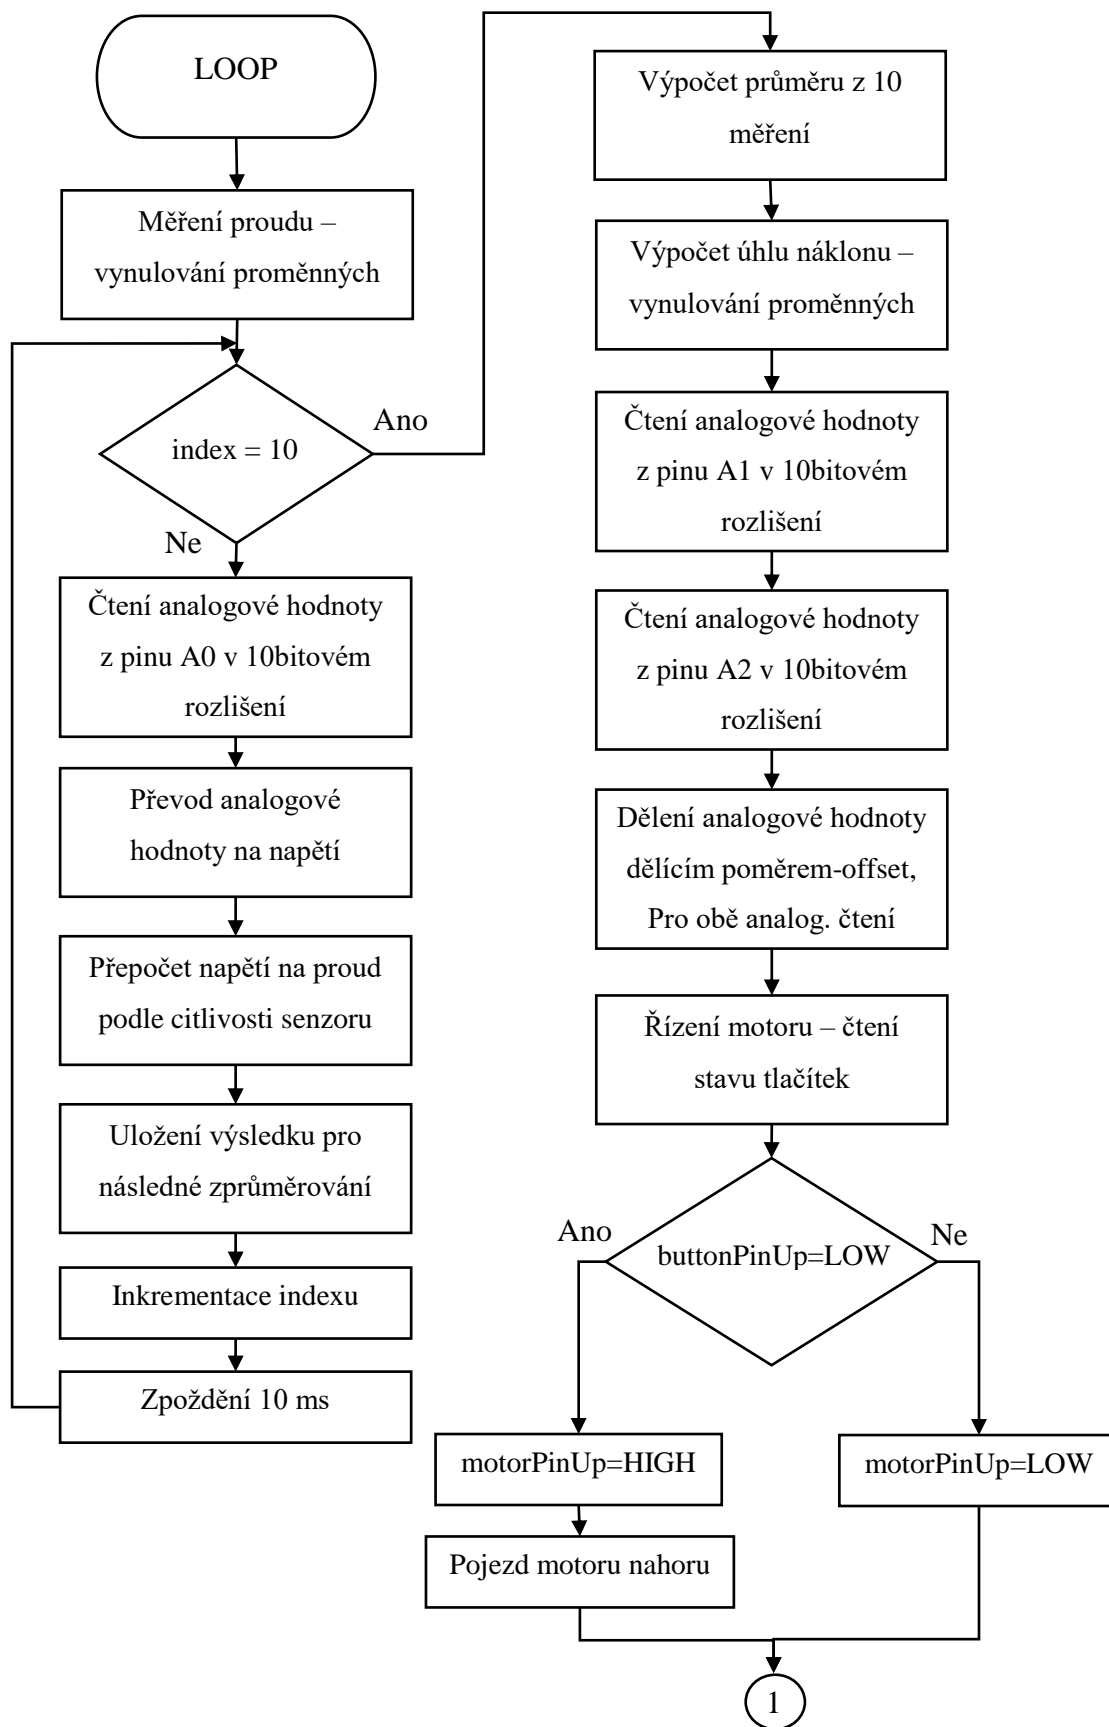 LOOP
Měření proudu –
vynulování proměnných
index = 10
Ano
Ne
Čtení analogové hodnoty
z pinu A0 v 10bitovém
rozlišení
Převod analogové
hodnoty na napětí
Přepočet napětí na proud
podle citlivosti senzoru
Uložení výsledku pro
následné zprůměrování
Inkrementace indexu
Zpoždění 10 ms
Výpočet průměru z 10
měření
Výpočet úhlu náklonu –
vynulování proměnných
Čtení analogové hodnoty
z pinu A1 v 10bitovém
rozlišení
Čtení analogové hodnoty
z pinu A2 v 10bitovém
rozlišení
Dělení analogové hodnoty
dělícím poměrem-offset,
Pro obě analog. čtení
Řízení motoru – čtení
stavu tlačítek
buttonPinUp=LOW
Ano
Ne
motorPinUp=HIGH
motorPinUp=LOW
Pojezd motoru nahoru
1